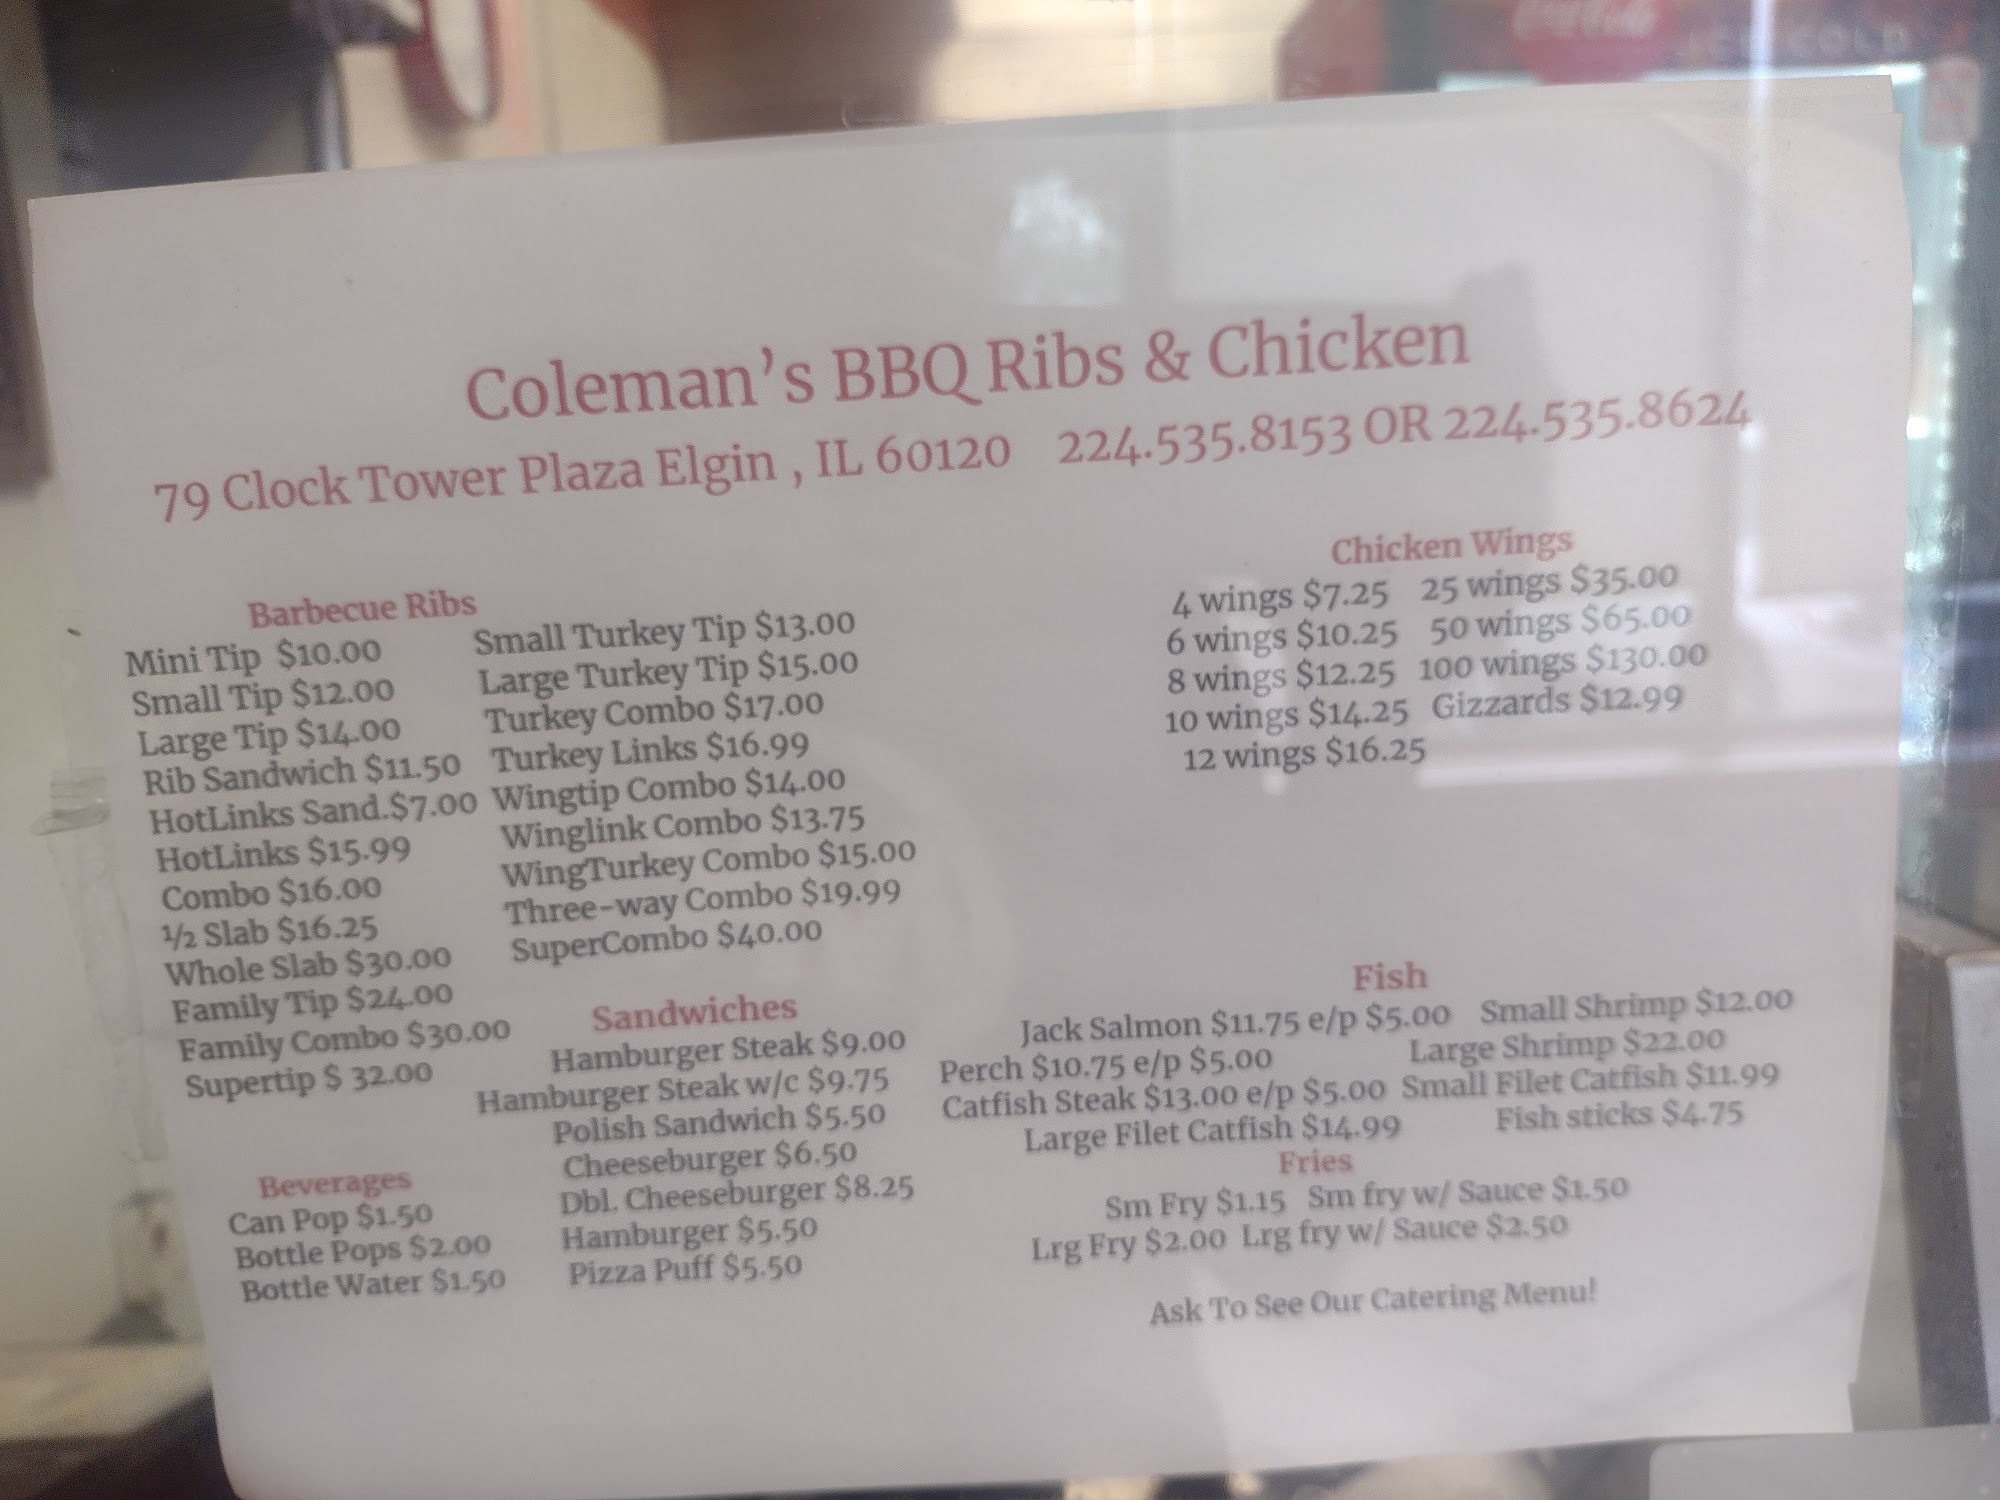 Coca-Cola
ICE COLD
Coleman's BBQ Ribs & Chicken
79 Clock Tower Plaza Elgin , IL 60120 224.535.8153 OR 224.535.8624
Barbecue Ribs
Mini Tip $10.00
Small Tip $12.00
Large Tip $14.00
Rib Sandwich $11.50
HotLinks Sand.$7.00
HotLinks $15.99
Combo $16.00
½ Slab $16.25
Whole Slab $30.00
Family Tip $24.00
Family Combo $30.00
Supertip $ 32.00
Small Turkey Tip $13.00
Large Turkey Tip $15.00
Turkey Combo $17.00
Turkey Links $16.99
Wingtip Combo $14.00
Winglink Combo $13.75
WingTurkey Combo $15.00
Three-way Combo $19.99
SuperCombo $40.00
Beverages
Can Pop $1.50
Bottle Pops $2.00
Bottle Water $1.50
Sandwiches
Hamburger Steak $9.00
Hamburger Steak w/c $9.75
Polish Sandwich $5.50
Cheeseburger $6.50
Dbl. Cheeseburger $8.25
Hamburger $5.50
Pizza Puff $5.50
Chicken Wings
4 wings $7.25 25 wings $35.00
6 wings $10.25 50 wings $65.00
8 wings $12.25 100 wings $130.00
10 wings $14.25 Gizzards $12.99
12 wings $16.25
Fish
Jack Salmon $11.75 e/p $5.00 Small Shrimp $12.00
Perch $10.75 e/p $5.00 Large Shrimp $22.00
Catfish Steak $13.00 e/p $5.00 Small Filet Catfish $11.99
Large Filet Catfish $14.99 Fish sticks $4.75
Fries
Sm Fry $1.15 Sm fry w/ Sauce $1.50
Lrg Fry $2.00 Lrg fry w/ Sauce $2.50
Ask To See Our Catering Menu!